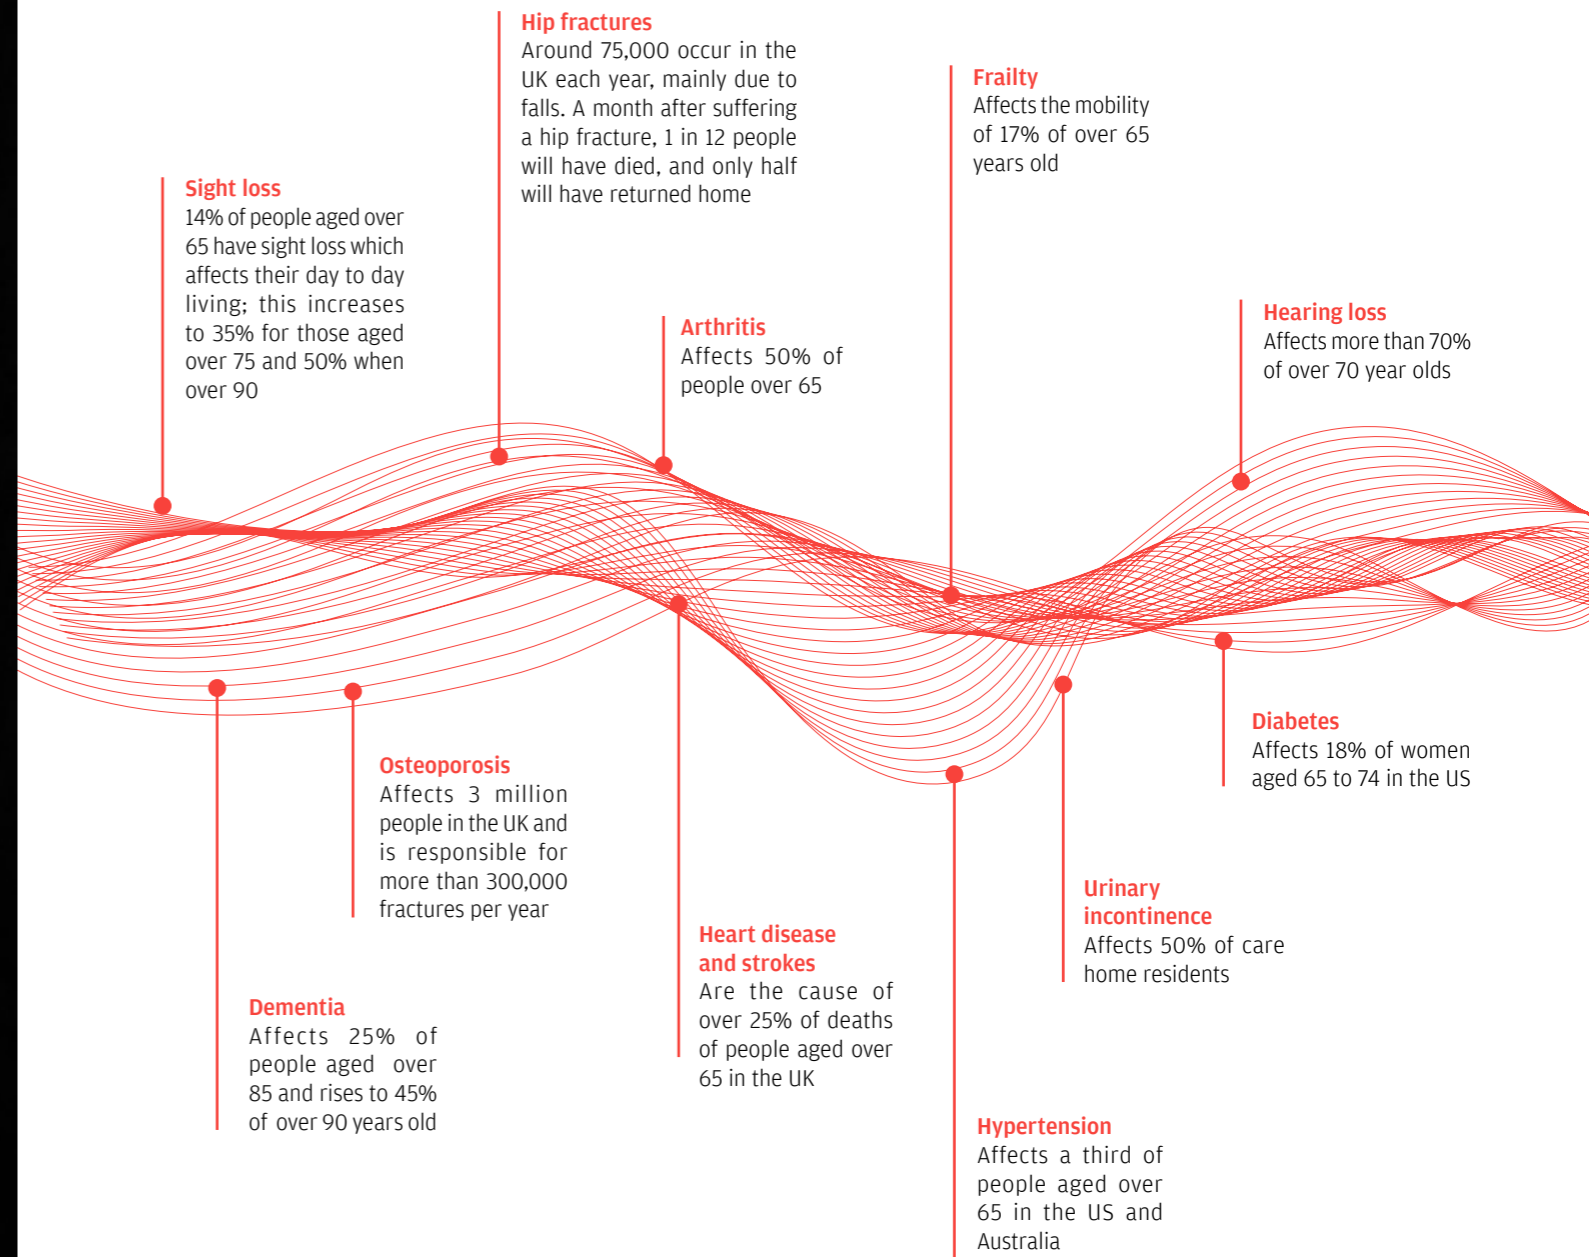 Hip fractures
Around 75,000 occur in the
UK each year, mainly due to
falls. A month after suffering
a hip fracture, 1 in 12 people
will have died, and only half
will have returned home
Frailty
Affects the mobility
of 17% of over 65
years old
Sight loss
14% of people aged over
65 have sight loss which
affects their day to day
living; this increases
to 35% for those aged
over 75 and 50% when
over 90
Arthritis
Affects 50% of
people over 65
Hearing loss
Affects more than 70%
of over 70 year olds
Diabetes
Affects 18% of women
aged 65 to 74 in the US
Osteoporosis
Affects 3 million
people in the UK and
is responsible for
more than 300,000
fractures per year
Urinary
incontinence
Affects 50% of care
home residents
Heart disease
and strokes
Are the cause of
over 25% of deaths
of people aged over
65 in the UK
Dementia
Affects 25% of
people aged over
85 and rises to 45%
of over 90 years old
Hypertension
Affects a third of
people aged over
65 in the US and
Australia